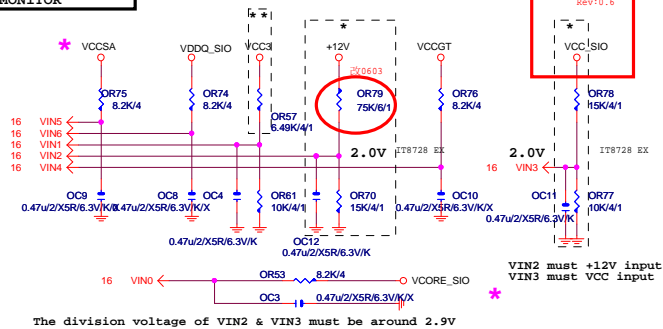 MONITOR
Rev:0.6
* *
*
*
*
VCCSA
VDDQ_SIO
VCC3
+12V
VCCGT
VCC_SIO
改0603
OR75
8.2K/4
OR74
8.2K/4
OR57
6.49K/4/1
OR79
75K/6/1
OR76
8.2K/4
OR78
15K/4/1
16 VIN5
16 VIN6
16 VIN1
16 VIN2
16 VIN4
2.0V
IT8728 EX
2.0V
IT8728 EX
16 VIN3
OC9
0.47u/2/X5R/6.3V/K/X
OC8
0.47u/2/X5R/6.3V/K/X
OC4
0.47u/2/X5R/6.3V/K
OR61
10K/4/1
OC12
0.47u/2/X5R/6.3V/K
OR70
15K/4/1
OC10
0.47u/2/X5R/6.3V/K/X
OC11
0.47u/2/X5R/6.3V/K
OR77
10K/4/1
VIN2 must +12V input
VIN3 must VCC input
*
16 VIN0
OR53
8.2K/4
VCORE_SIO
OC3
0.47u/2/X5R/6.3V/K/X
The division voltage of VIN2 & VIN3 must be around 2.9V